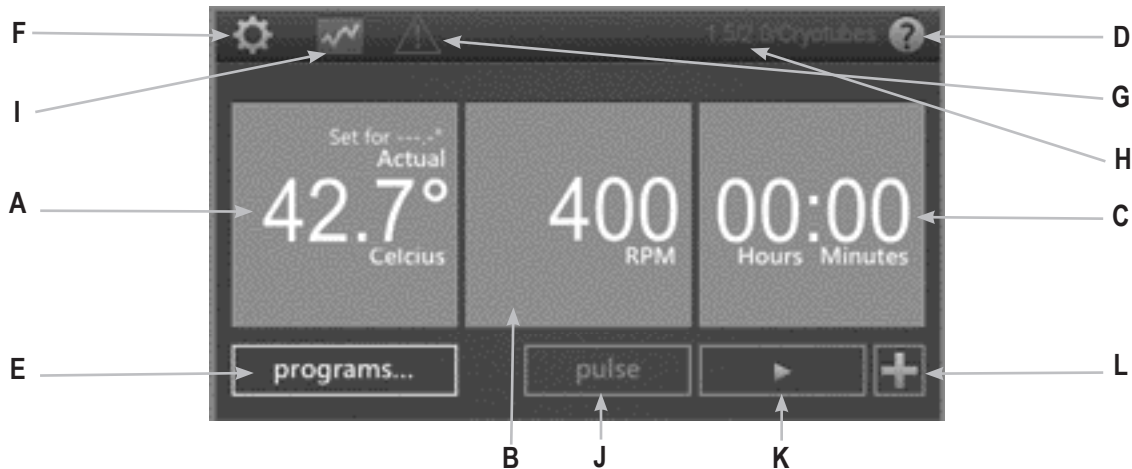 F
1.5/2.0/Cryotubes ?
D
I
G
H
Set for ---.-°
Actual
A
42.7°
400
00:00
C
Celcius
RPM
Hours Minutes
E
programs...
pulse
L
B
J
K